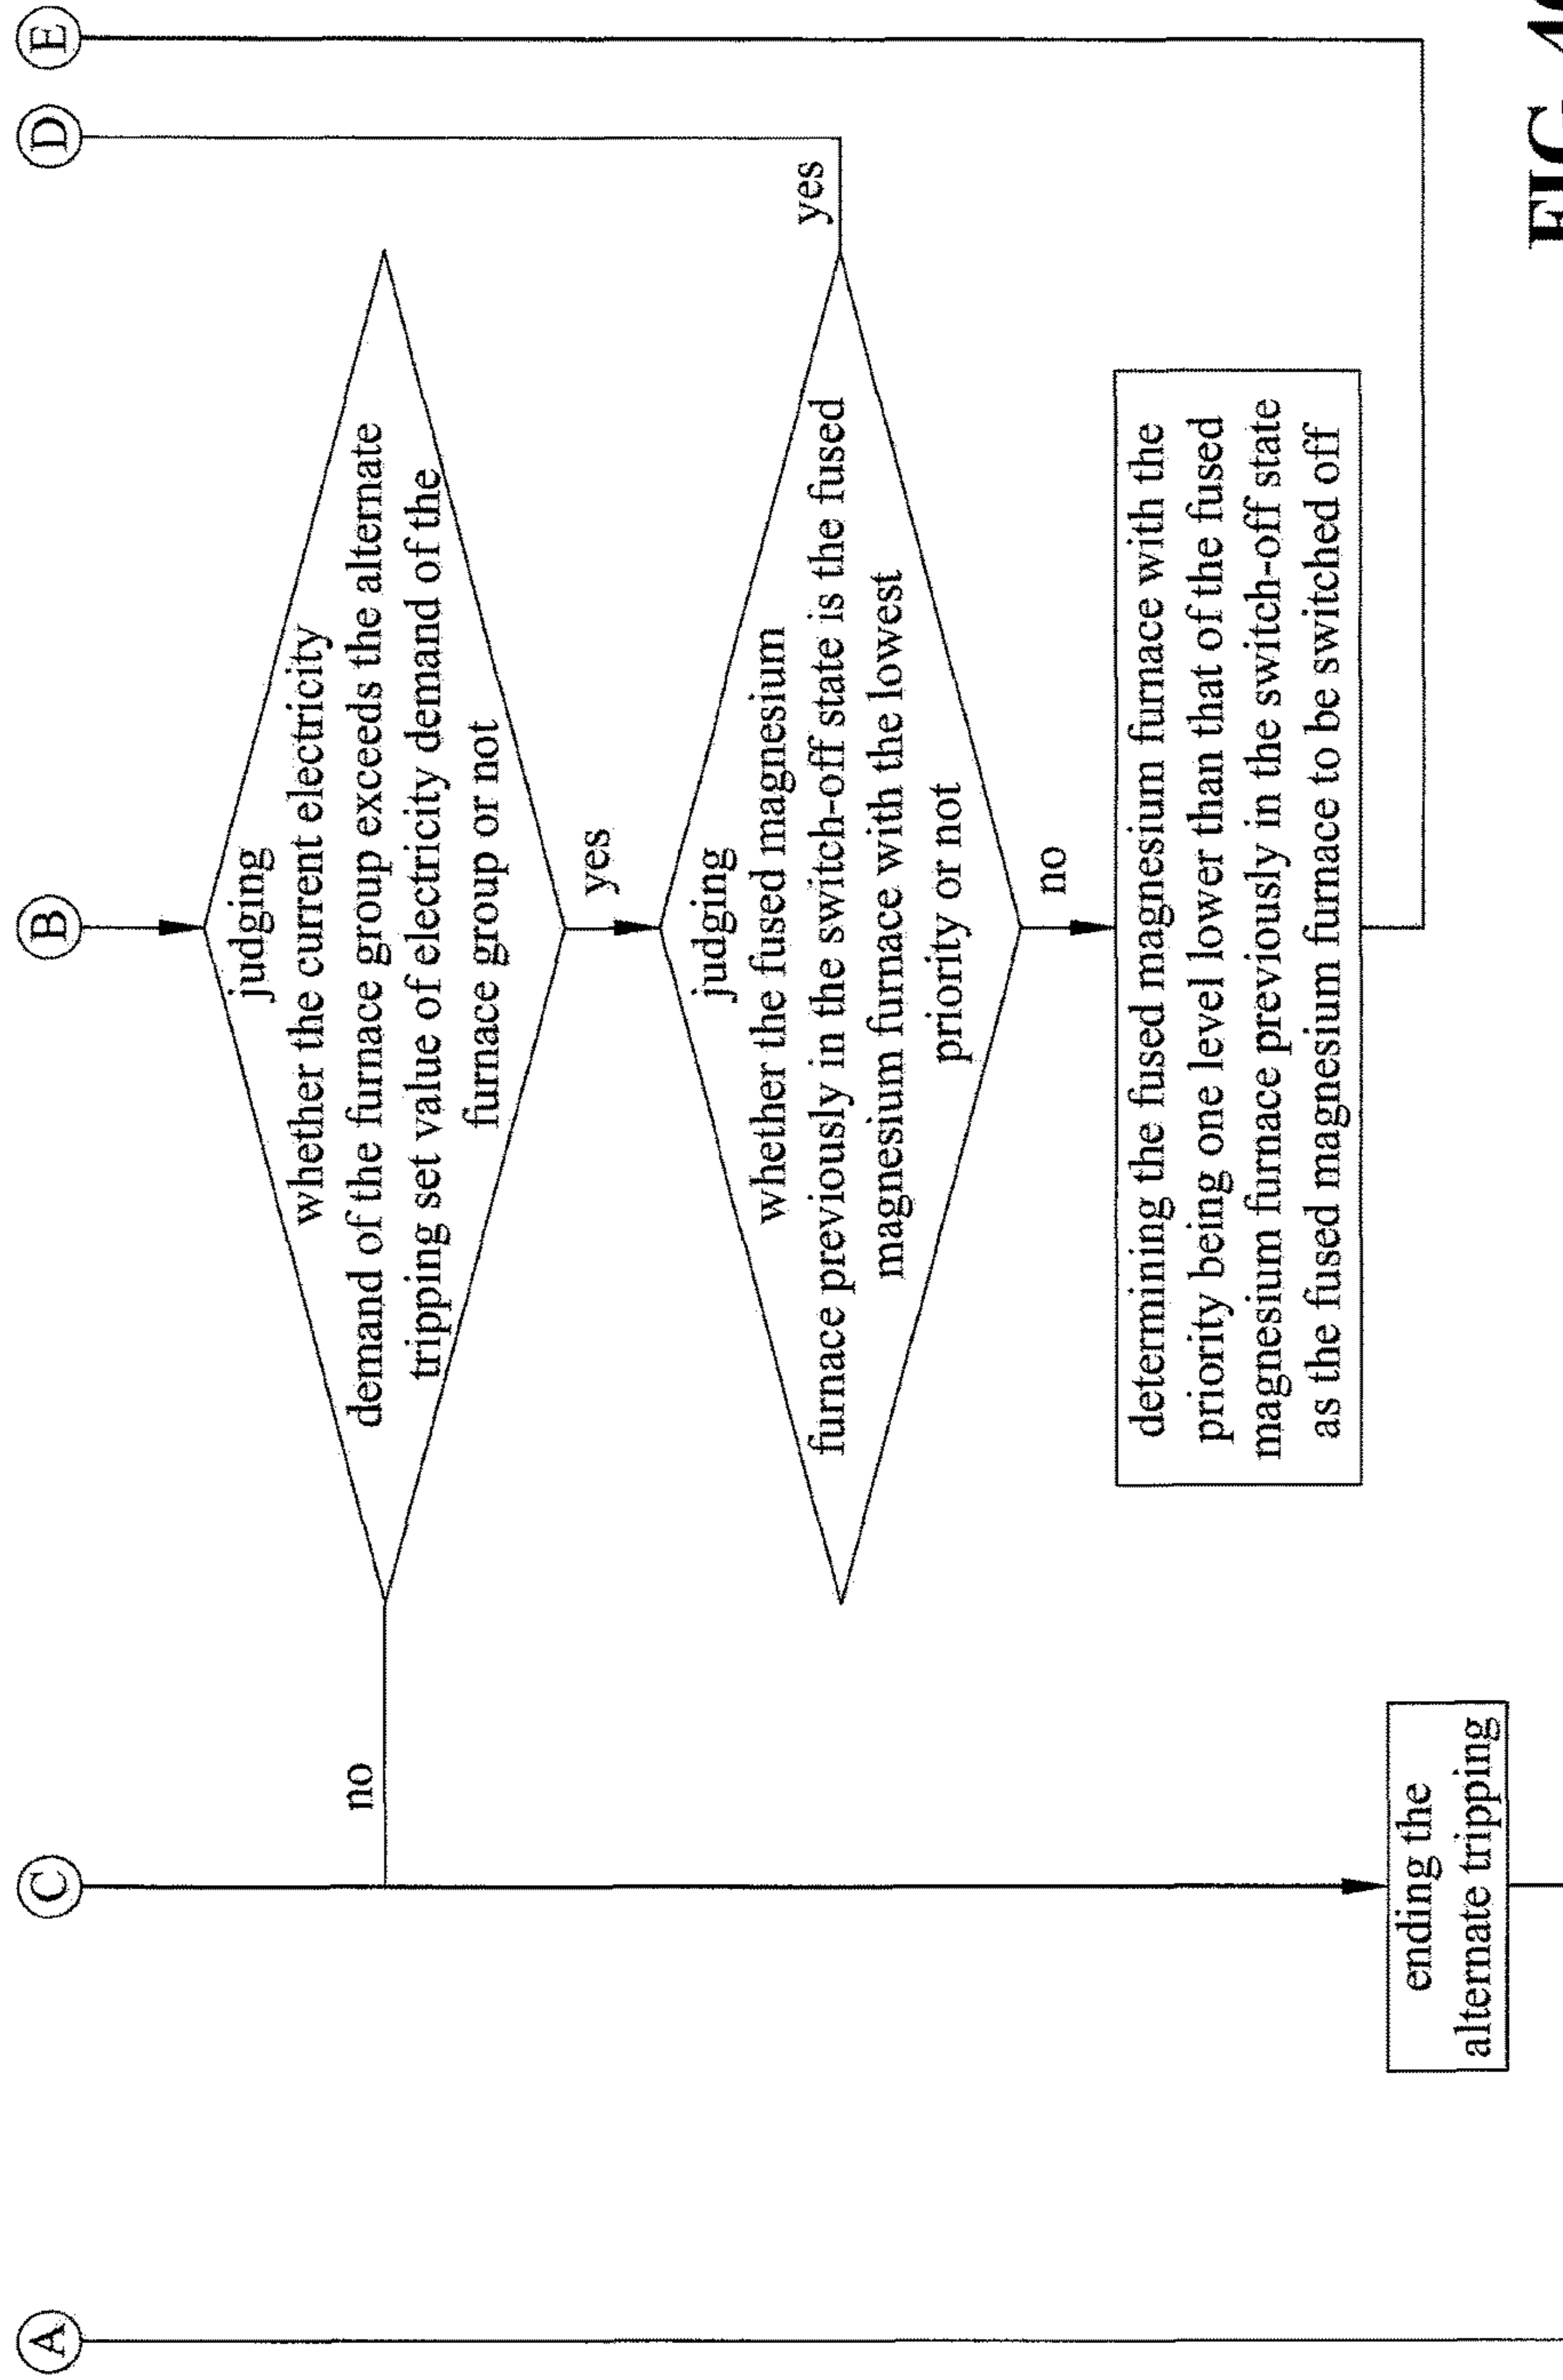 A
C
B
D
E
judging
whether the current electricity
demand of the furnace group exceeds the alternate
tripping set value of electricity demand of the
furnace group or not
no
yes
judging
whether the fused magnesium
furnace previously in the switch-off state is the fused
magnesium furnace with the lowest
priority or not
yes
no
determining the fused magnesium furnace with the
priority being one level lower than that of the fused
magnesium furnace previously in the switch-off state
as the fused magnesium furnace to be switched off
ending the
alternate tripping
FIG. 4